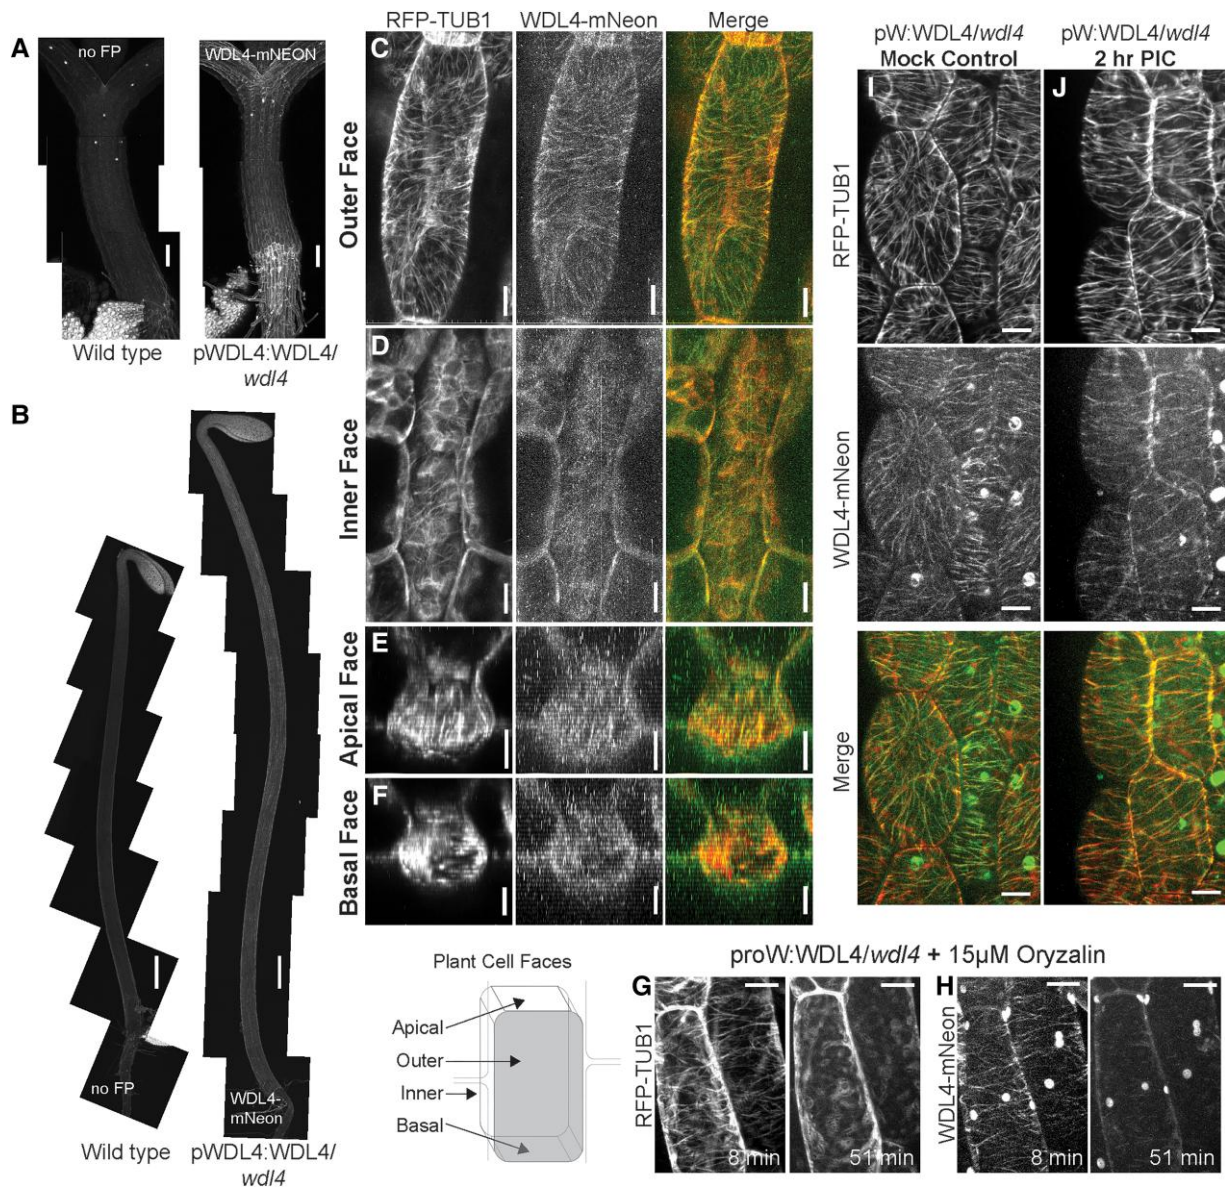 A
no FP
WDL4-mNEON
Wild type
pWDL4:WDL4/
wdl4
B
no FP
WDL4-
mNeon
Wild type
pWDL4:WDL4/
wdl4
RFP-TUB1
WDL4-mNeon
Merge
C
Outer Face
D
Inner Face
E
Apical Face
F
Basal Face
pW:WDL4/wdl4
Mock Control
pW:WDL4/wdl4
2 hr PIC
I
J
RFP-TUB1
WDL4-mNeon
Merge
Plant Cell Faces
Apical
Outer
Inner
Basal
proW:WDL4/wdl4 + 15µM Oryzalin
G
RFP-TUB1
8 min
51 min
H
WDL4-mNeon
8 min
51 min